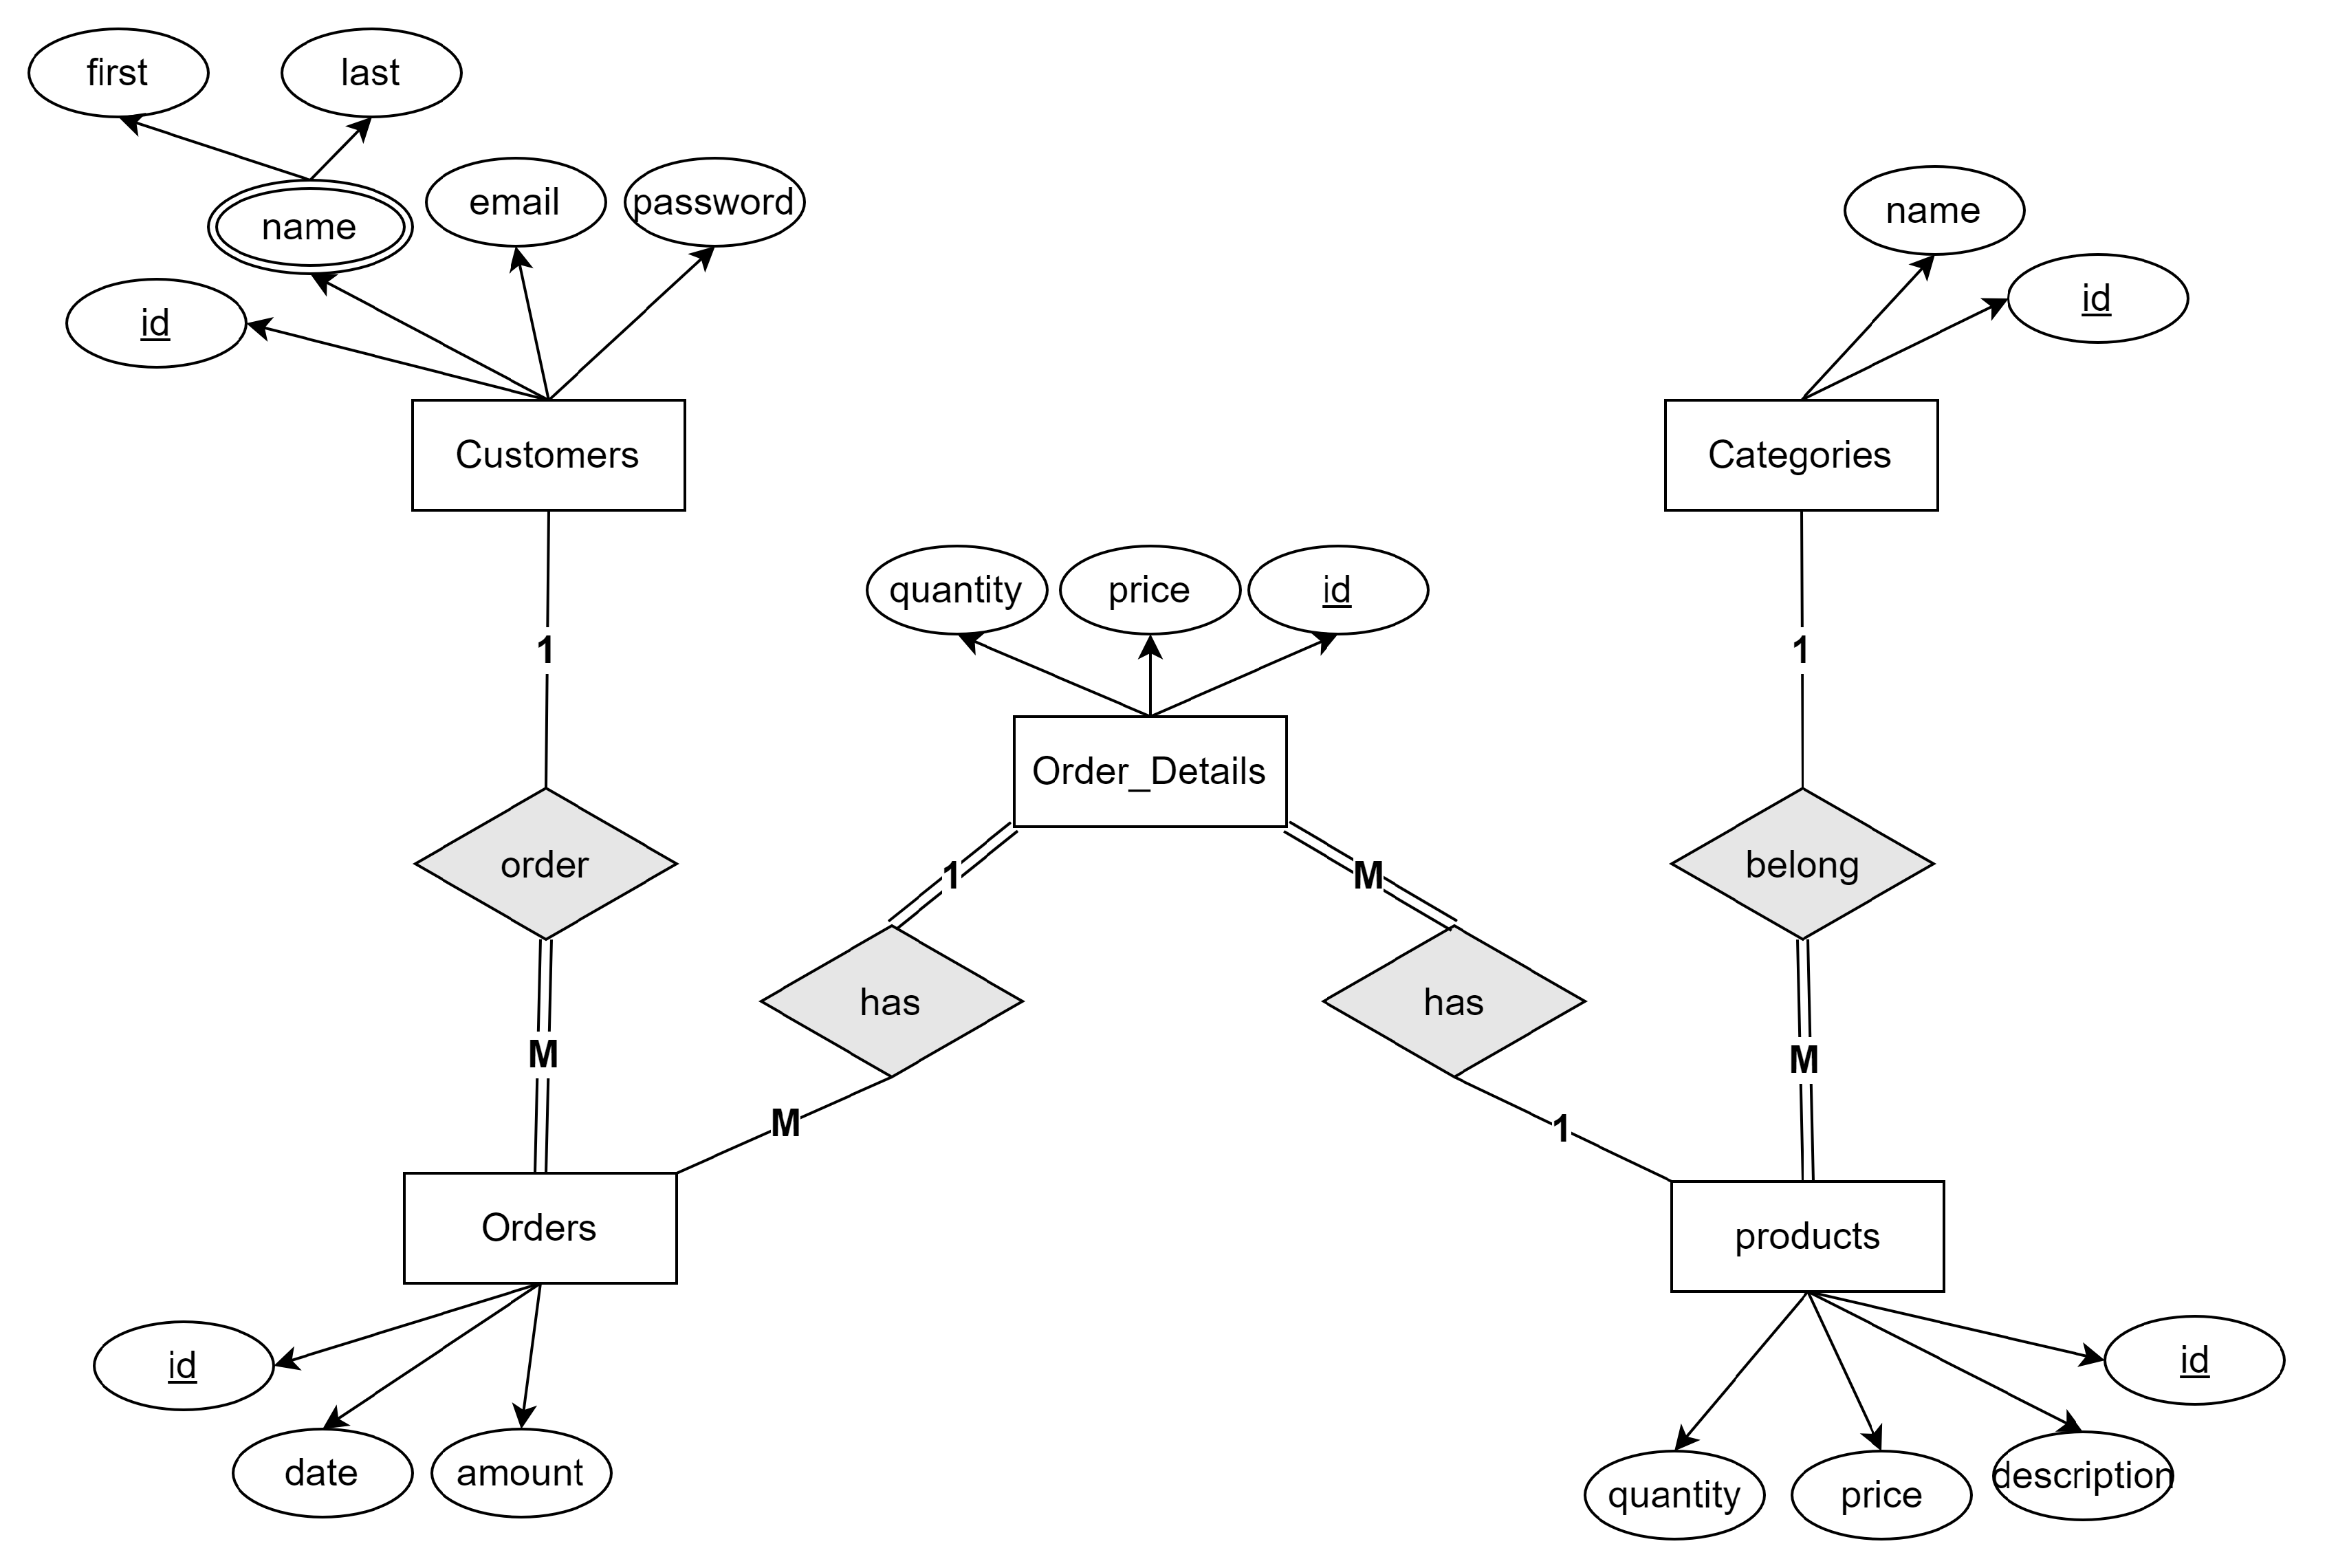 first
last
name
email
password
id
name
id
Customers
Categories
quantity
price
id
1
1
Order_Details
order
belong
1
M
has
has
M
M
M
1
Orders
products
id
date
amount
quantity
price
description
id